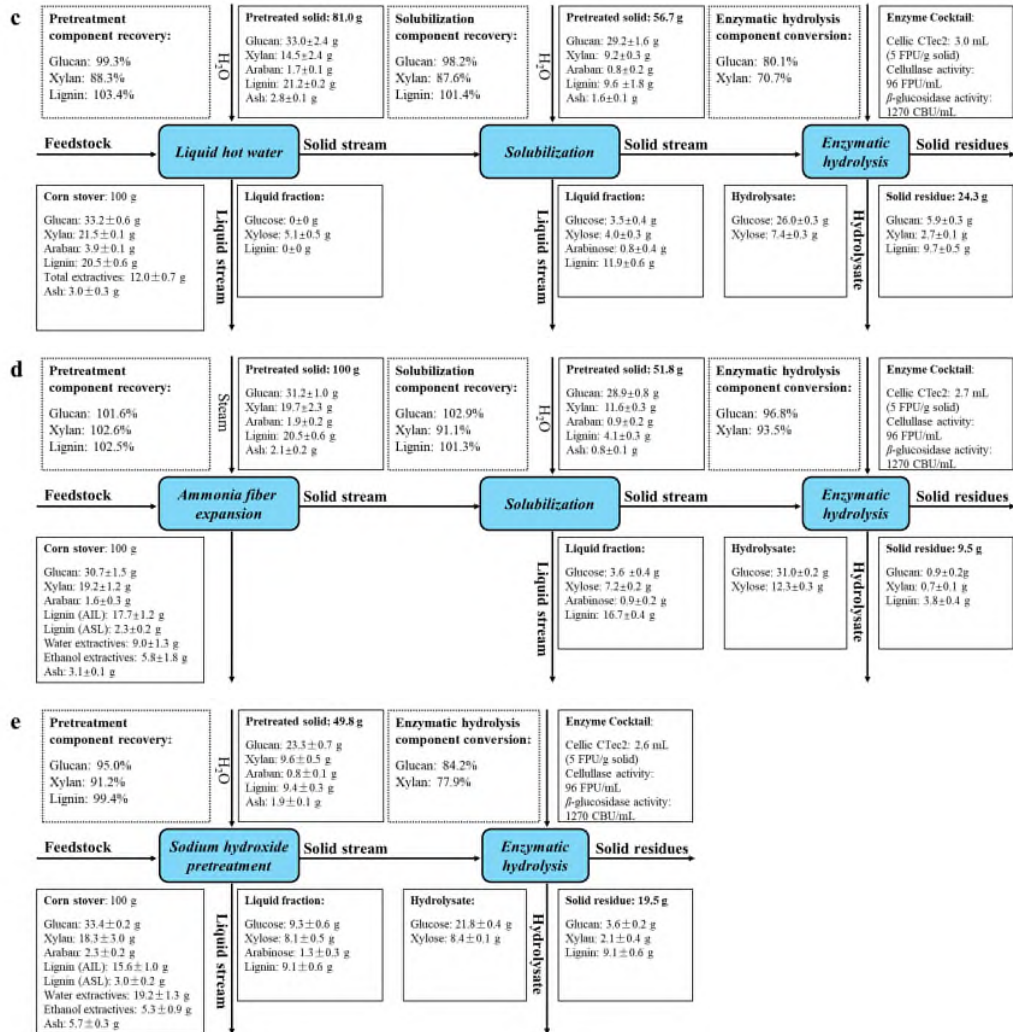 c
Pretreatment
component recovery:
Glucan: 99.3%
Xylan: 88.3%
Lignin: 103.4%
H₂O
Pretreated solid: 81.0 g
Glucan: 33.0±2.4 g
Xylan: 14.5±2.4 g
Araban: 1.7±0.1 g
Lignin: 21.2±0.2 g
Ash: 2.8±0.1 g
Solubilization
component recovery:
Glucan: 98.2%
Xylan: 87.6%
Lignin: 101.4%
H₂O
Pretreated solid: 56.7 g
Glucan: 29.2±1.6 g
Xylan: 9.2±0.3 g
Araban: 0.8±0.2 g
Lignin: 9.6 ±1.8 g
Ash: 1.6±0.1 g
Enzymatic hydrolysis
component conversion:
Glucan: 80.1%
Xylan: 70.7%
Enzyme Cocktail:
Cellic CTec2: 3.0 mL
(5 FPU/g solid)
Cellulase activity:
96 FPU/mL
β-glucosidase activity:
1270 CBU/mL
Feedstock
Liquid hot water
Solid stream
Solubilization
Solid stream
Enzymatic
hydrolysis
Solid residues
Corn stover: 100 g
Glucan: 33.2±0.6 g
Xylan: 21.5±0.1 g
Araban: 3.9±0.1 g
Lignin: 20.5±0.6 g
Total extractives: 12.0±0.7 g
Ash: 3.0±0.3 g
Liquid stream
Liquid fraction:
Glucose: 0±0 g
Xylose: 5.1±0.5 g
Lignin: 0±0 g
Liquid stream
Liquid fraction:
Glucose: 3.5±0.4 g
Xylose: 4.0±0.3 g
Arabinose: 0.8±0.4 g
Lignin: 11.9±0.6 g
Hydrolysate:
Glucose: 26.0±0.3 g
Xylose: 7.4±0.3 g
Hydrolysate
Solid residue: 24.3 g
Glucan: 5.9±0.3 g
Xylan: 2.7±0.1 g
Lignin: 9.7±0.5 g
d
Pretreatment
component recovery:
Glucan: 101.6%
Xylan: 102.6%
Lignin: 102.5%
Steam
Pretreated solid: 100 g
Glucan: 31.2±1.0 g
Xylan: 19.7±2.3 g
Araban: 1.9±0.2 g
Lignin: 20.5±0.6 g
Ash: 2.1±0.2 g
Solubilization
component recovery:
Glucan: 102.9%
Xylan: 91.1%
Lignin: 101.3%
H₂O
Pretreated solid: 51.8 g
Glucan: 28.9±0.8 g
Xylan: 11.6±0.3 g
Araban: 0.9±0.2 g
Lignin: 4.1±0.3 g
Ash: 0.8±0.1 g
Enzymatic hydrolysis
component conversion:
Glucan: 96.8%
Xylan: 93.5%
Enzyme Cocktail:
Cellic CTec2: 2.7 mL
(5 FPU/g solid)
Cellulase activity:
96 FPU/mL
β-glucosidase activity:
1270 CBU/mL
Feedstock
Ammonia fiber
expansion
Solid stream
Solubilization
Solid stream
Enzymatic
hydrolysis
Solid residues
Corn stover: 100 g
Glucan: 30.7±1.5 g
Xylan: 19.2±1.2 g
Araban: 1.6±0.3 g
Lignin (AIL): 17.7±1.2 g
Lignin (ASL): 2.3±0.2 g
Water extractives: 9.0±1.3 g
Ethanol extractives: 5.8±1.8 g
Ash: 3.1±0.1 g
Liquid stream
Liquid fraction:
Glucose: 3.6 ±0.4 g
Xylose: 7.2±0.2 g
Arabinose: 0.9±0.2 g
Lignin: 16.7±0.4 g
Hydrolysate:
Glucose: 31.0±0.2 g
Xylose: 12.3±0.3 g
Hydrolysate
Solid residue: 9.5 g
Glucan: 0.9±0.2g
Xylan: 0.7±0.1 g
Lignin: 3.8±0.4 g
e
Pretreatment
component recovery:
Glucan: 95.0%
Xylan: 91.2%
Lignin: 99.4%
H₂O
Pretreated solid: 49.8 g
Glucan: 23.3±0.7 g
Xylan: 9.6±0.5 g
Araban: 0.8±0.1 g
Lignin: 9.4±0.3 g
Ash: 1.9±0.1 g
Enzymatic hydrolysis
component conversion:
Glucan: 84.2%
Xylan: 77.9%
Enzyme Cocktail:
Cellic CTec2: 2.6 mL
(5 FPU/g solid)
Cellulase activity:
96 FPU/mL
β-glucosidase activity:
1270 CBU/mL
Feedstock
Sodium hydroxide
pretreatment
Solid stream
Enzymatic
hydrolysis
Solid residues
Corn stover: 100 g
Glucan: 33.4±0.2 g
Xylan: 18.3±3.0 g
Araban: 2.3±0.2 g
Lignin (AIL): 15.6±1.0 g
Lignin (ASL): 3.0±0.2 g
Water extractives: 19.2±1.3 g
Ethanol extractives: 5.3±0.9 g
Ash: 5.7±0.3 g
Liquid stream
Liquid fraction:
Glucose: 9.3±0.6 g
Xylose: 8.1±0.5 g
Arabinose: 1.3±0.3 g
Lignin: 9.1±0.6 g
Hydrolysate:
Glucose: 21.8±0.4 g
Xylose: 8.4±0.1 g
Hydrolysate
Solid residue: 19.5 g
Glucan: 3.6±0.2 g
Xylan: 2.1±0.4 g
Lignin: 9.1±0.6 g